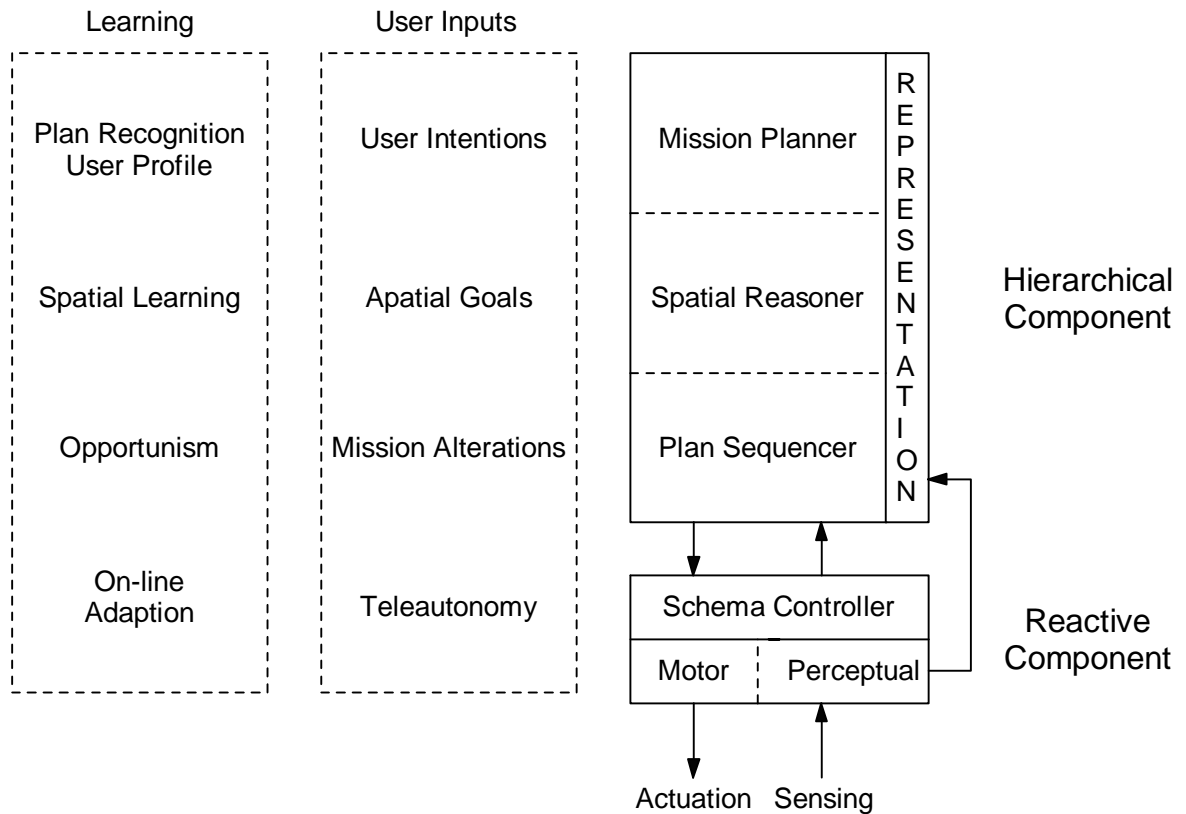 Learning
User Inputs
Plan Recognition
User Profile
User Intentions
Mission Planner
REPRESENTATION
Spatial Learning
Apatial Goals
Spatial Reasoner
Hierarchical
Component
Opportunism
Mission Alterations
Plan Sequencer
On-line
Adaption
Teleautonomy
Schema Controller
Reactive
Component
Motor
Perceptual
Actuation
Sensing